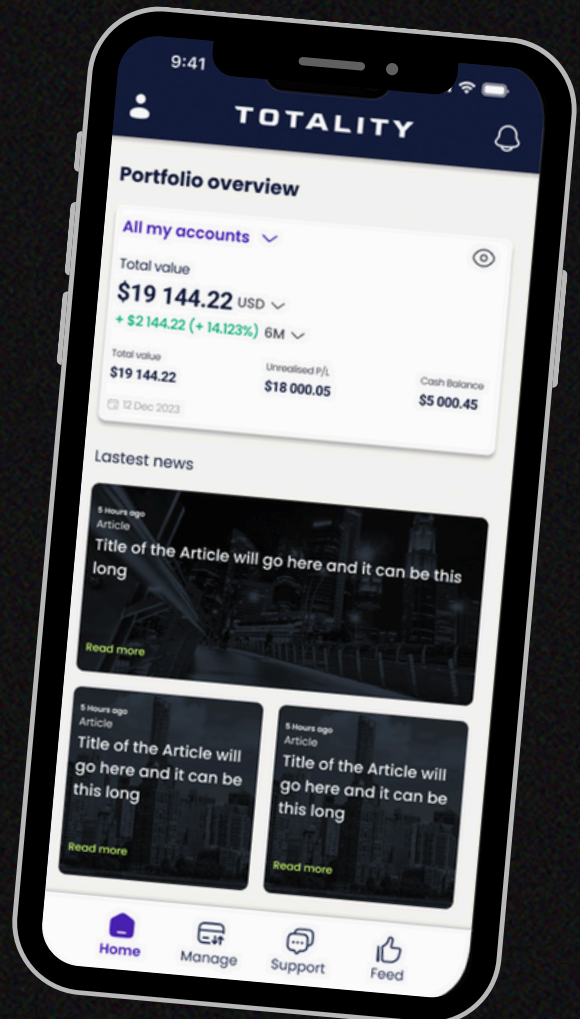 9:41
TOTALITY
Portfolio overview
All my accounts
Total value
$19 144.22 USD
+ $2 144.22 (+ 14.123%) 6M
Total value
Unrealised P/L
Cash Balance
$19 144.22
$18 000.05
$5 000.45
12 Dec 2023
Lastest news
5 Hours ago
Article
Title of the Article will go here and it can be this
long
Read more
5 Hours ago
Article
Title of the Article will
go here and it can be
this long
Read more
5 Hours ago
Article
Title of the Article will
go here and it can be
this long
Read more
Home
Manage
Support
Feed